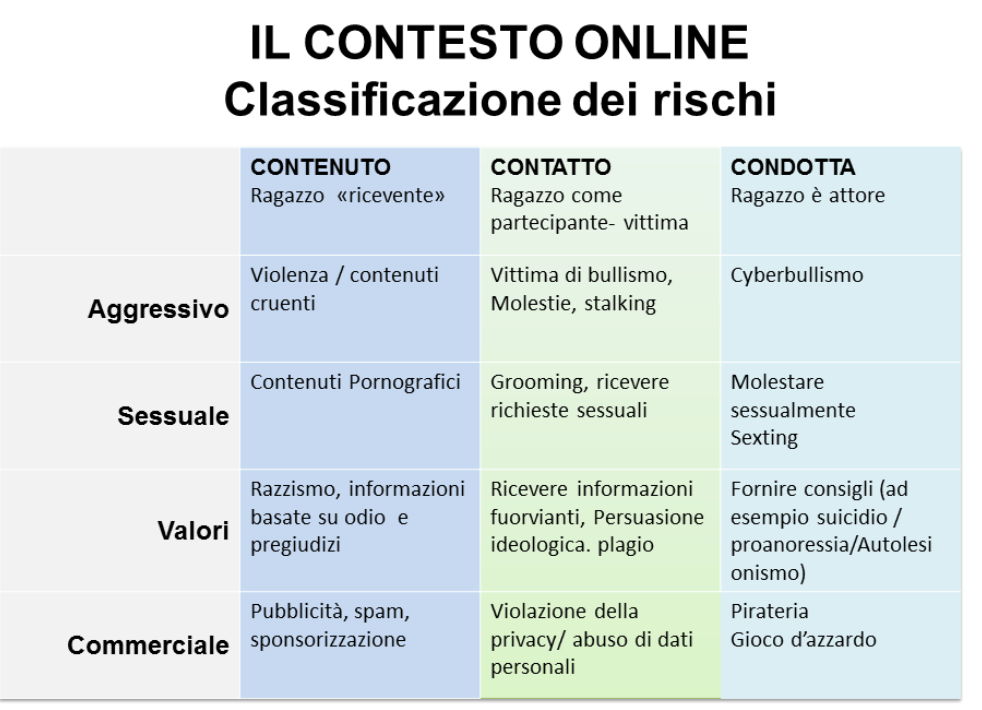 IL CONTESTO ONLINE
Classificazione dei rischi
CONTENUTO
Ragazzo «ricevente»
CONTATTO
Ragazzo come
partecipante- vittima
CONDOTTA
Ragazzo è attore
Aggressivo
Violenza / contenuti
cruenti
Vittima di bullismo,
Molestie, stalking
Cyberbullismo
Sessuale
Contenuti Pornografici
Grooming, ricevere
richieste sessuali
Molestare
sessualmente
Sexting
Valori
Razzismo, informazioni
basate su odio e
pregiudizi
Ricevere informazioni
fuorvianti, Persuasione
ideologica. plagio
Fornire consigli (ad
esempio suicidio /
proanoressia/Autolesi
onismo)
Commerciale
Pubblicità, spam,
sponsorizzazione
Violazione della
privacy/ abuso di dati
personali
Pirateria
Gioco d’azzardo